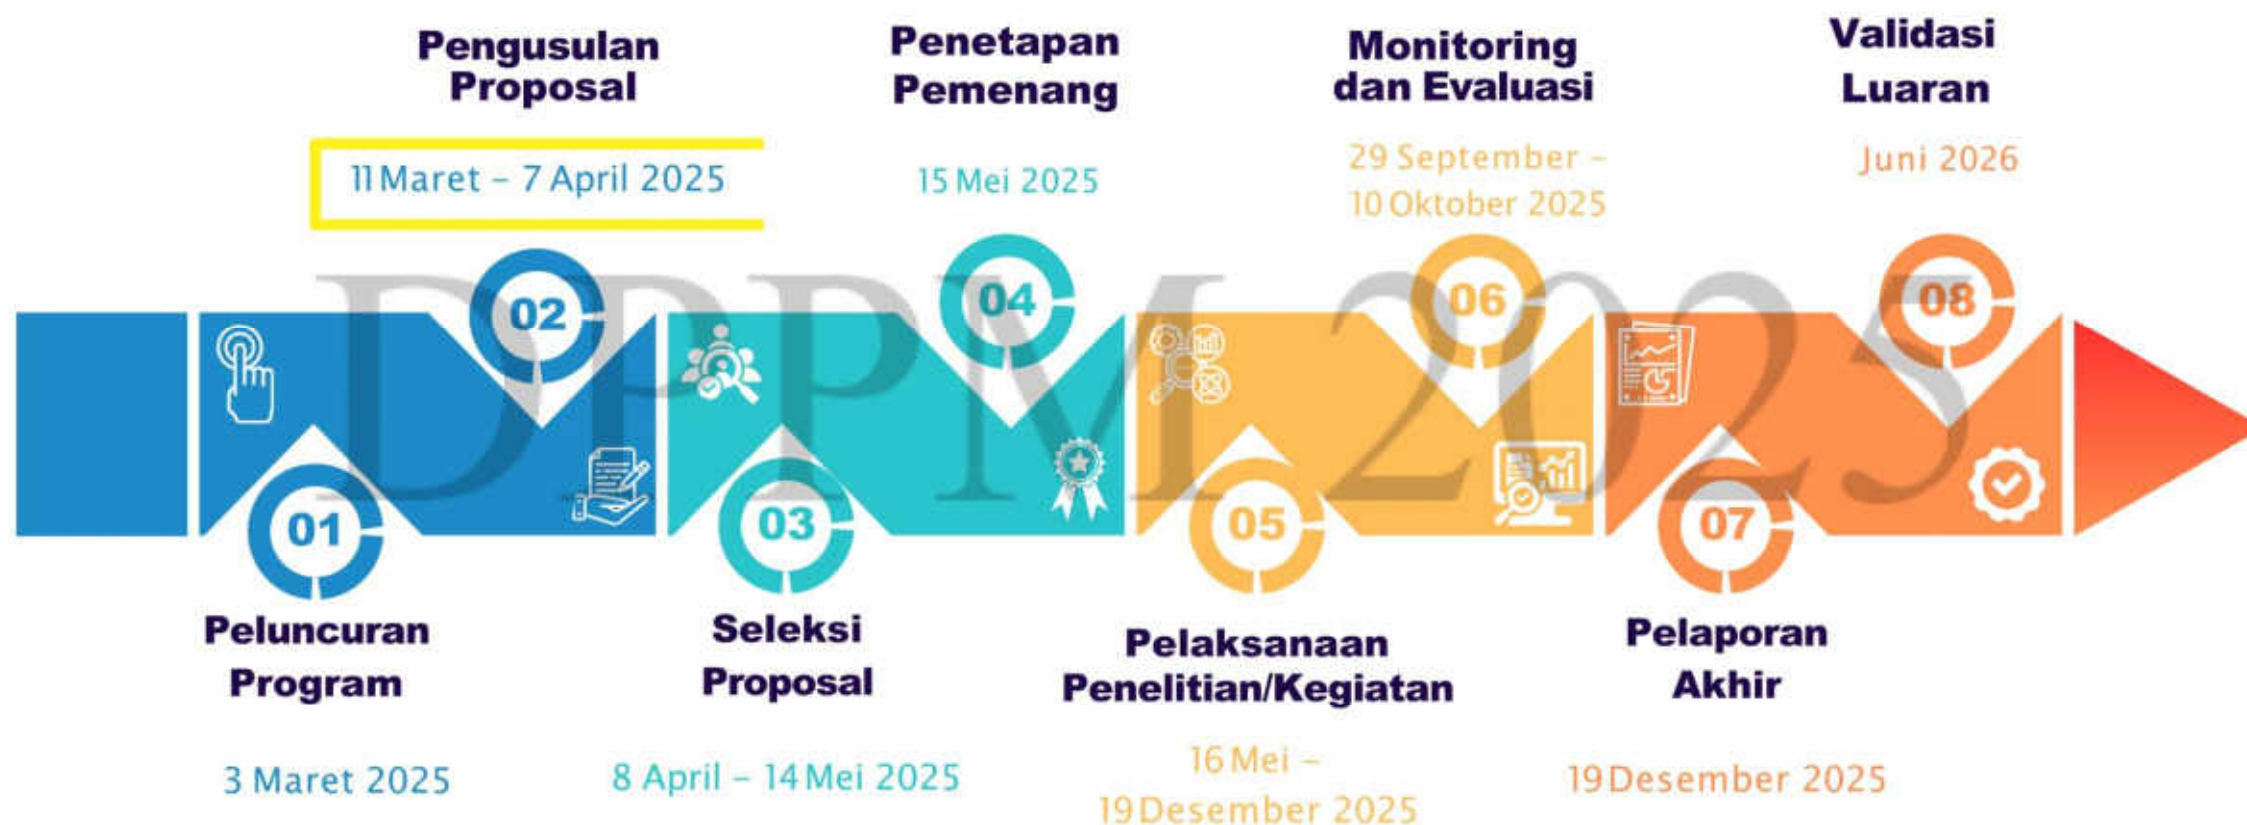 Pengusulan
Proposal
11 Maret – 7 April 2025
Penetapan
Pemenang
15 Mei 2025
Monitoring
dan Evaluasi
29 September –
10 Oktober 2025
Validasi
Luaran
Juni 2026
02
04
06
08
DPPM 2025
01
03
05
07
Peluncuran
Program
3 Maret 2025
Seleksi
Proposal
8 April – 14 Mei 2025
Pelaksanaan
Penelitian/Kegiatan
16 Mei –
19 Desember 2025
Pelaporan
Akhir
19 Desember 2025